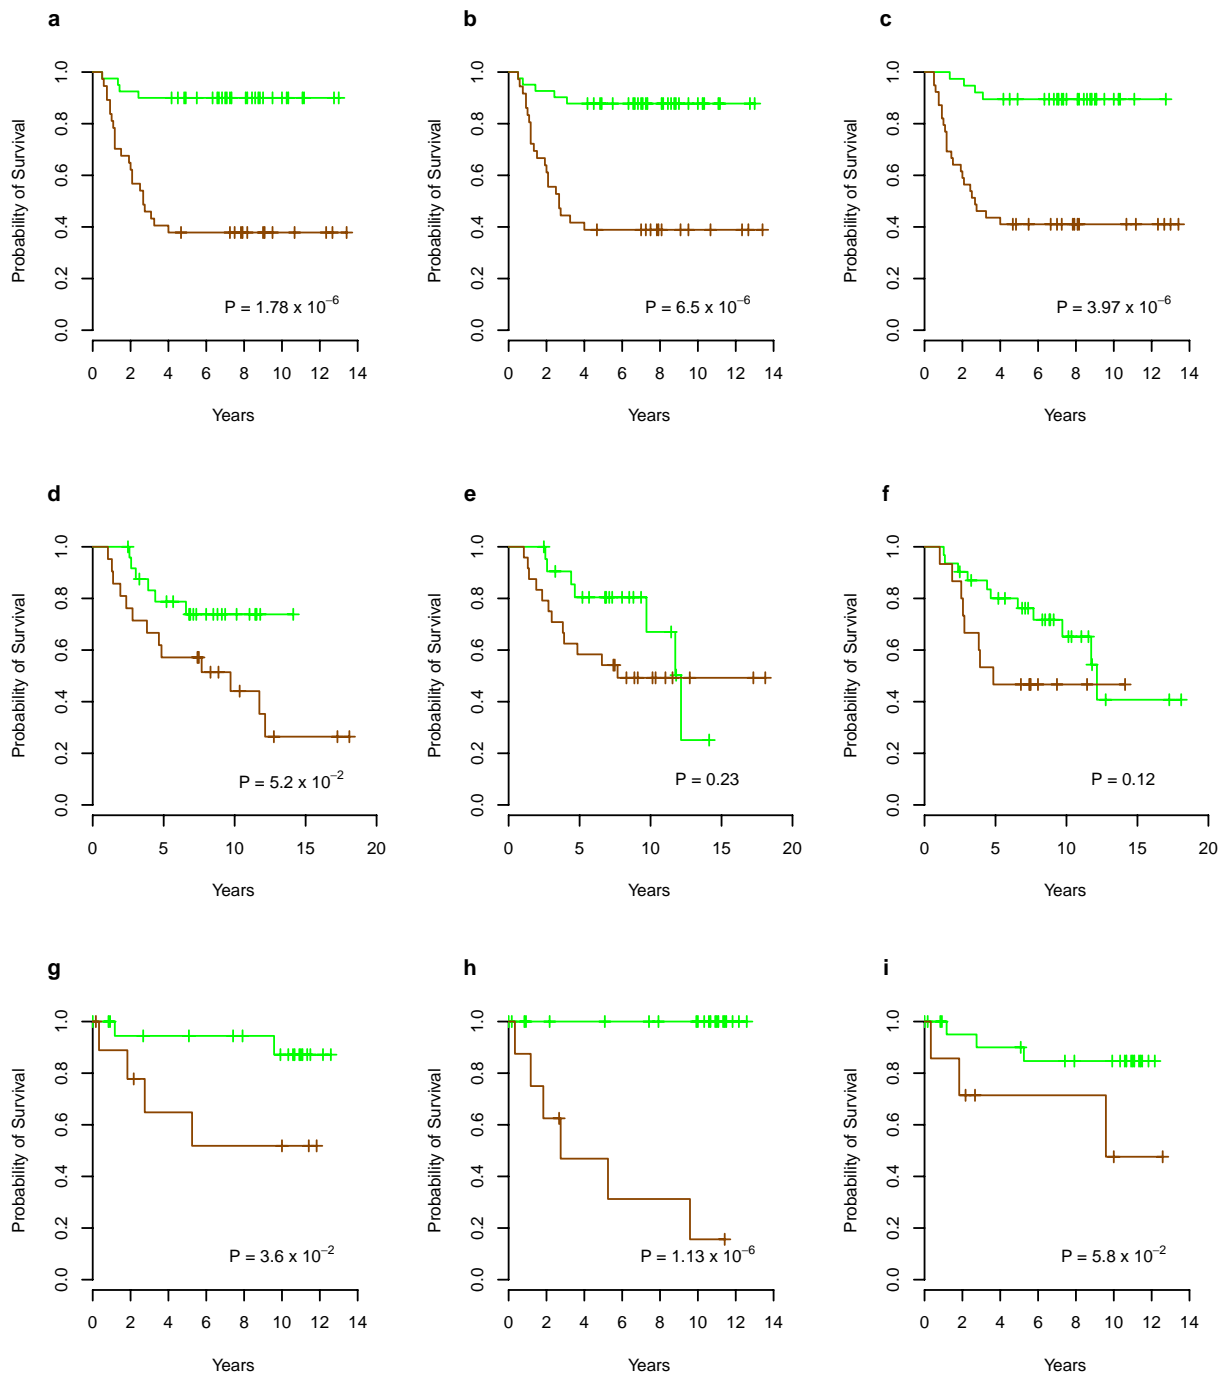 a b c
Probability of Survival Probability of Survival Probability of Survival
0.0 0.2 0.4 0.6 0.8 1.0 0.0 0.2 0.4 0.6 0.8 1.0 0.0 0.2 0.4 0.6 0.8 1.0
P = 1.78 x 10⁻⁶ P = 6.5 x 10⁻⁶ P = 3.97 x 10⁻⁶
0 2 4 6 8 10 12 14 0 2 4 6 8 10 12 14 0 2 4 6 8 10 12 14
Years Years Years
d e f
Probability of Survival Probability of Survival Probability of Survival
0.0 0.2 0.4 0.6 0.8 1.0 0.0 0.2 0.4 0.6 0.8 1.0 0.0 0.2 0.4 0.6 0.8 1.0
P = 5.2 x 10⁻² P = 0.23 P = 0.12
0 5 10 15 20 0 5 10 15 20 0 5 10 15 20
Years Years Years
g h i
Probability of Survival Probability of Survival Probability of Survival
0.0 0.2 0.4 0.6 0.8 1.0 0.0 0.2 0.4 0.6 0.8 1.0 0.0 0.2 0.4 0.6 0.8 1.0
P = 3.6 x 10⁻² P = 1.13 x 10⁻⁶ P = 5.8 x 10⁻²
0 2 4 6 8 10 12 14 0 2 4 6 8 10 12 14 0 2 4 6 8 10 12 14
Years Years Years